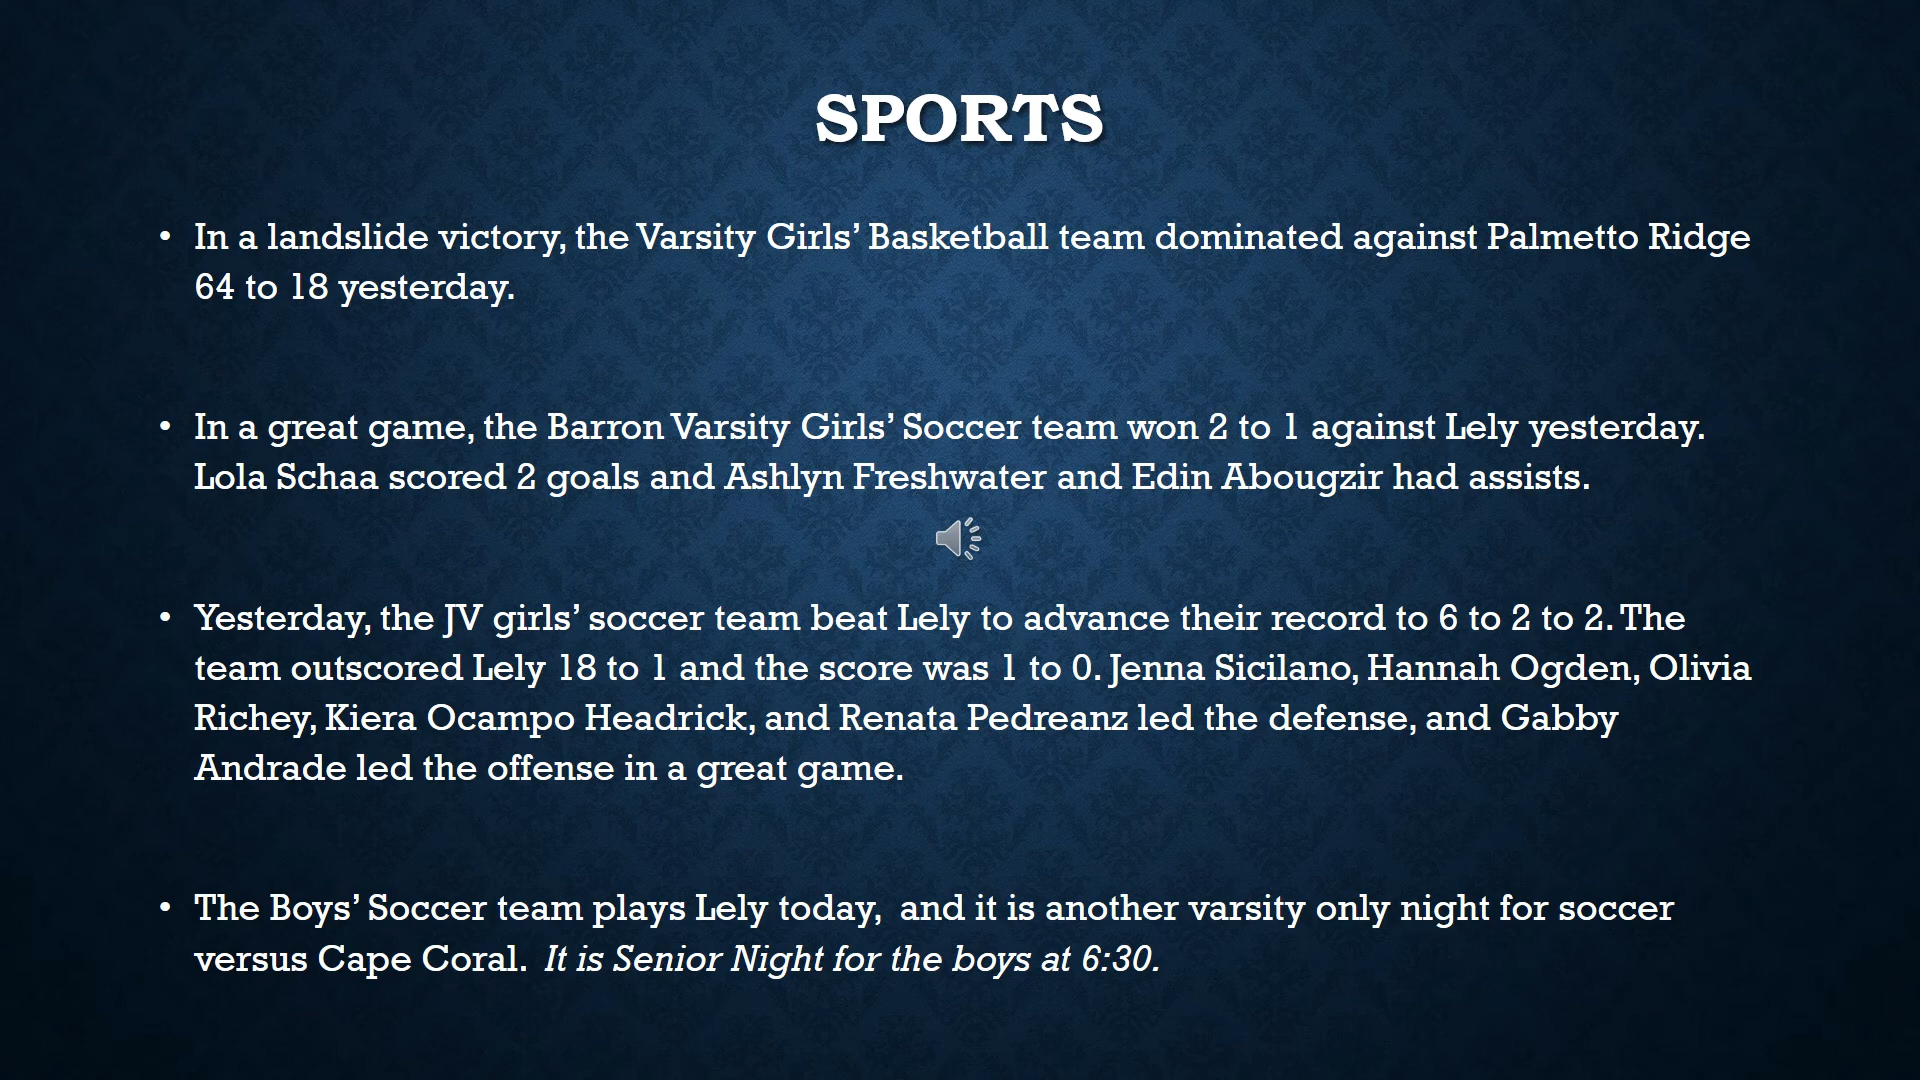 SPORTS
• In a landslide victory, the Varsity Girls’ Basketball team dominated against Palmetto Ridge
64 to 18 yesterday.
• In a great game, the Barron Varsity Girls’ Soccer team won 2 to 1 against Lely yesterday.
Lola Schaa scored 2 goals and Ashlyn Freshwater and Edin Abougzir had assists.
• Yesterday, the JV girls’ soccer team beat Lely to advance their record to 6 to 2 to 2. The
team outscored Lely 18 to 1 and the score was 1 to 0. Jenna Sicilano, Hannah Ogden, Olivia
Richey, Kiera Ocampo Headrick, and Renata Pedreanz led the defense, and Gabby
Andrade led the offense in a great game.
• The Boys’ Soccer team plays Lely today,  and it is another varsity only night for soccer
versus Cape Coral.  It is Senior Night for the boys at 6:30.